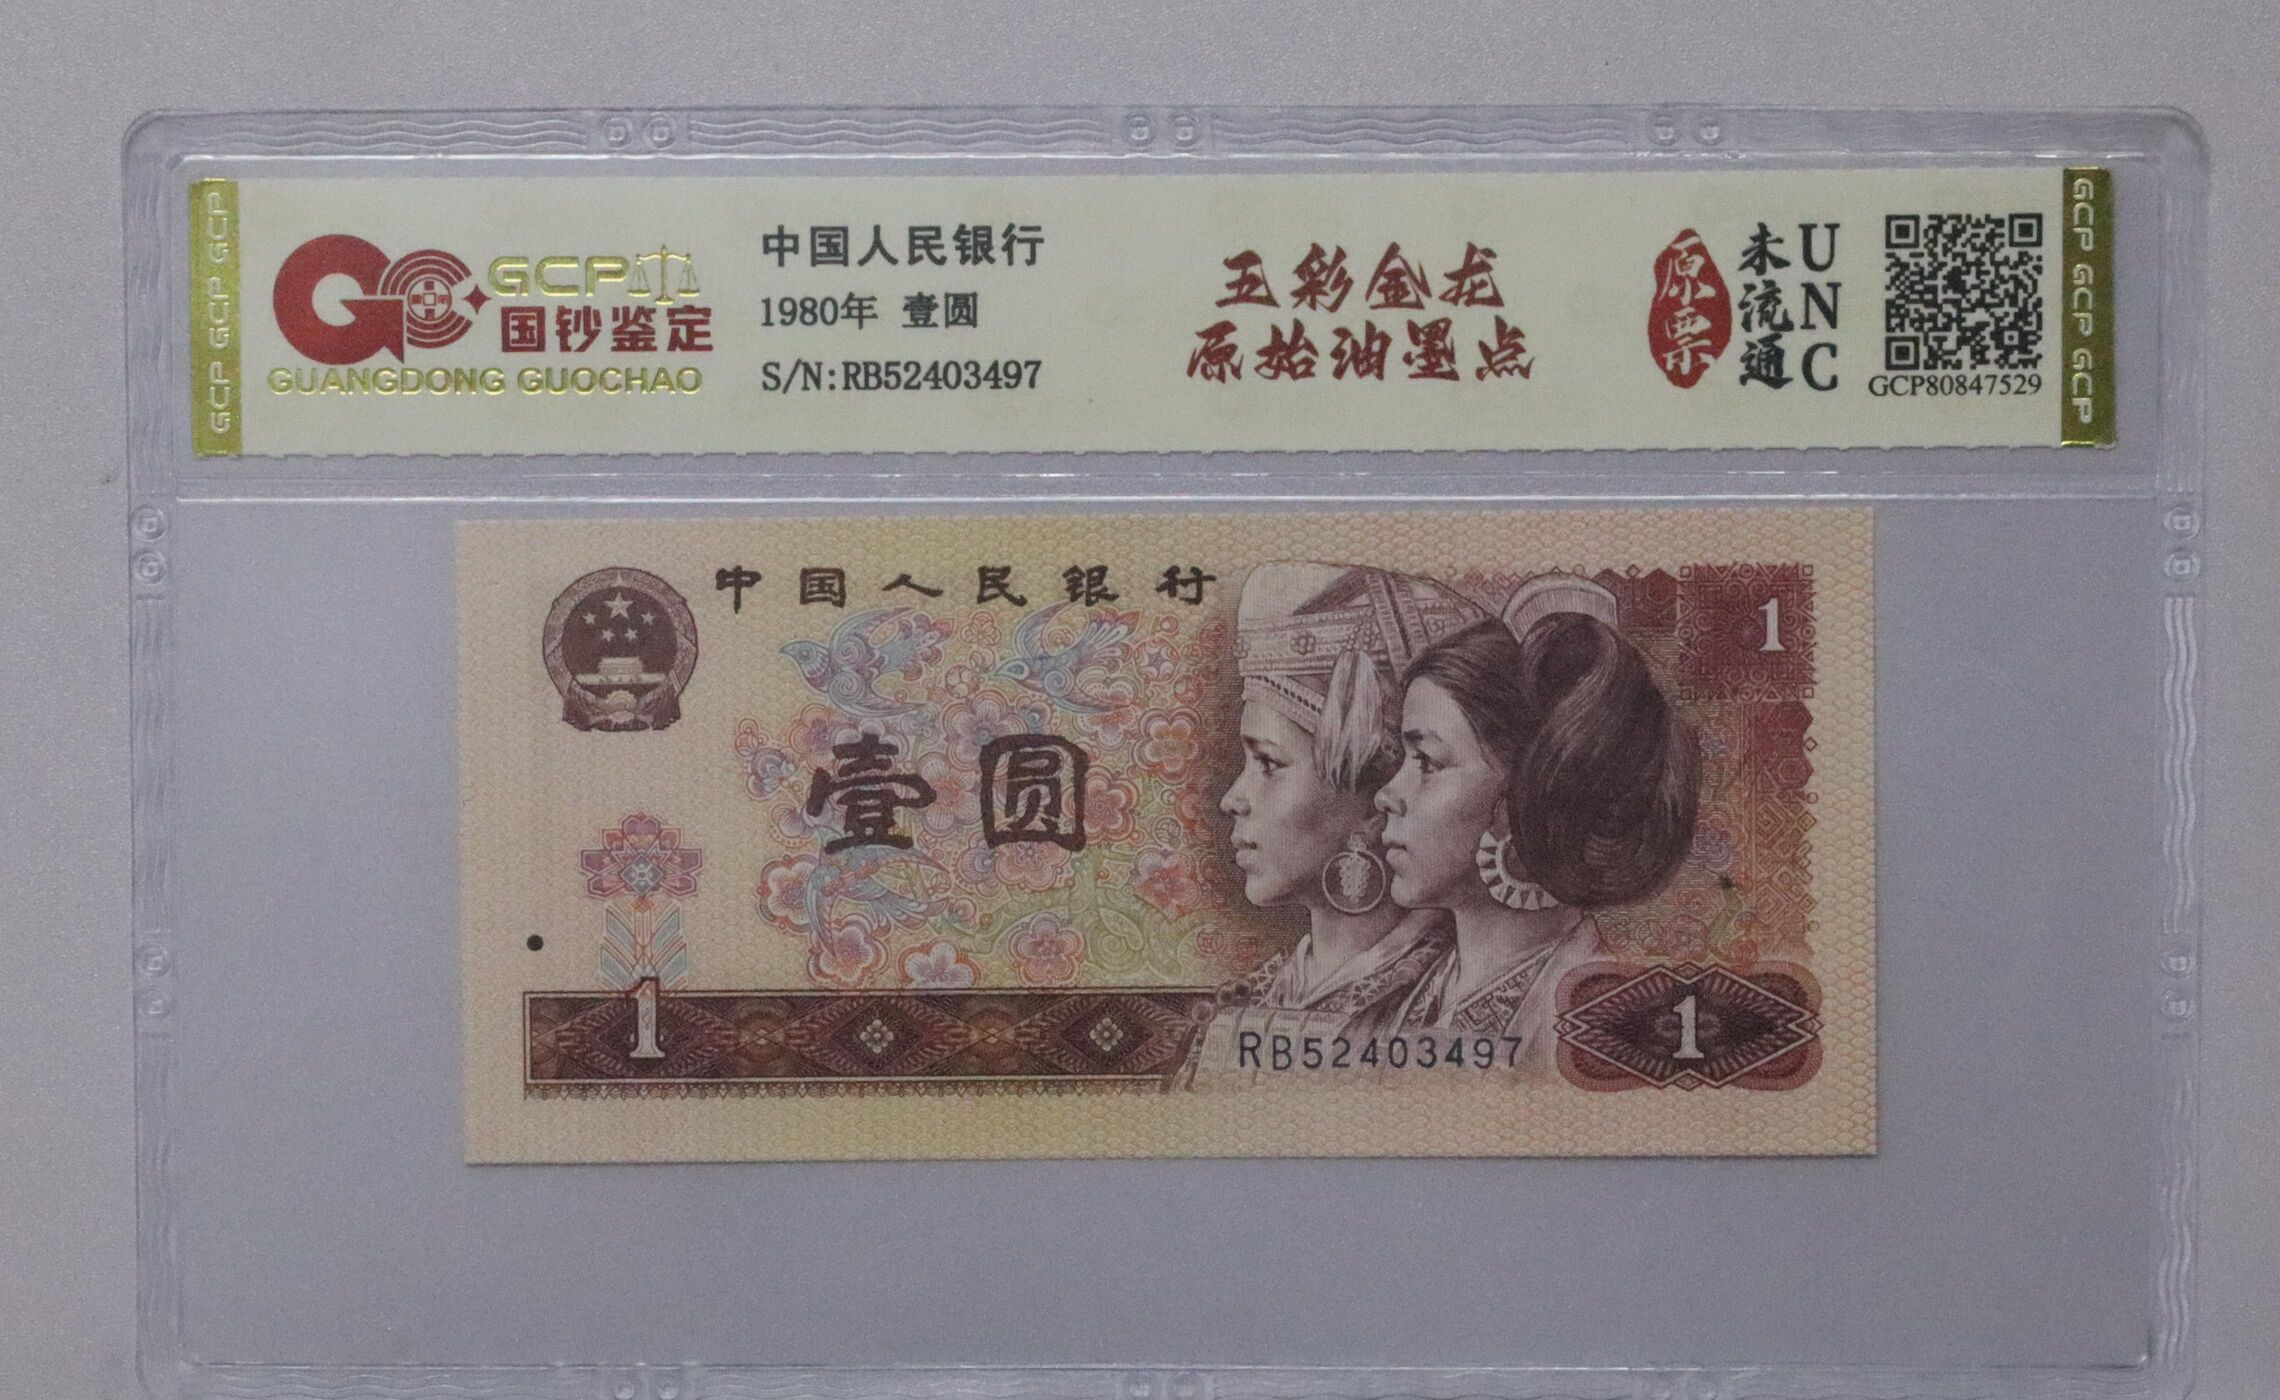 GCP GCP GCP
GCP
国钞鉴定
GUANGDONG GUOCHAO
中国人民银行
1980年 壹圆
S/N:RB52403497
五彩金龙
原始油墨点
原票
未流通
UNC
GCP80847529
GCP GCP GCP
中国人民银行
1
壹圆
1
RB52403497
1